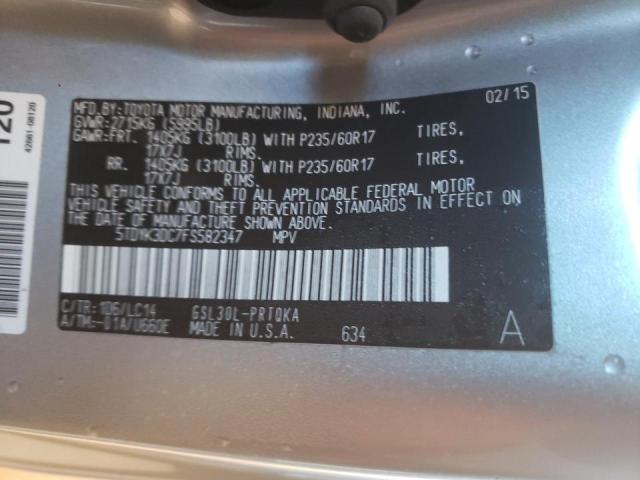 MFD. BY: TOYOTA MOTOR MANUFACTURING, INDIANA, INC. 02/15
GVWR: 2715KG (5985LB)
GAWR: FRT. 1405KG (3100LB) WITH P235/60R17 TIRES,
17X7J RIMS.
RR. 1405KG (3100LB) WITH P235/60R17 TIRES,
17X7J RIMS.
THIS VEHICLE CONFORMS TO ALL APPLICABLE FEDERAL MOTOR
VEHICLE SAFETY AND THEFT PREVENTION STANDARDS IN EFFECT ON
THE DATE OF MANUFACTURE SHOWN ABOVE.
5TDYK3DC7FS582347 MPV
C/TR: 1D6/LC14 GSL30L-PRTQKA
A/TM: -01A/U660E MADE IN U.S.A. 634 A
120
42661-08120